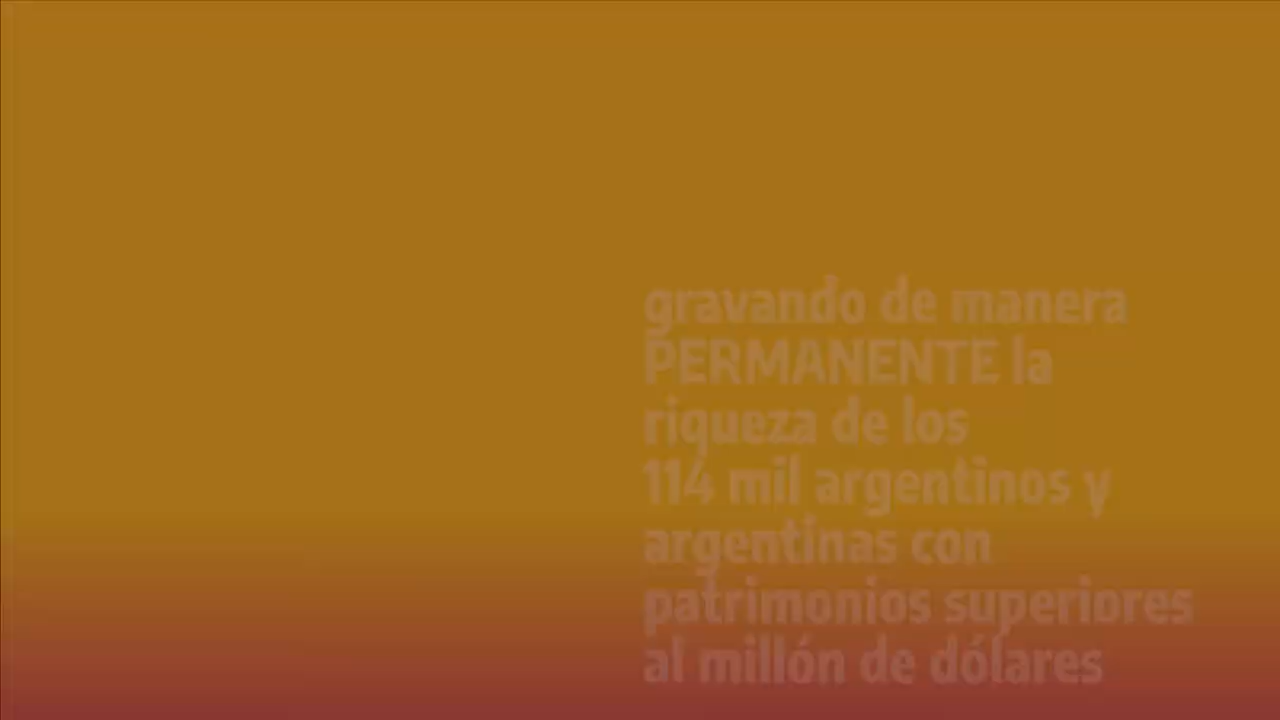 gravando de manera
PERMANENTE la
riqueza de los
114 mil argentinos y
argentinas con
patrimonios superiores
al millón de dólares